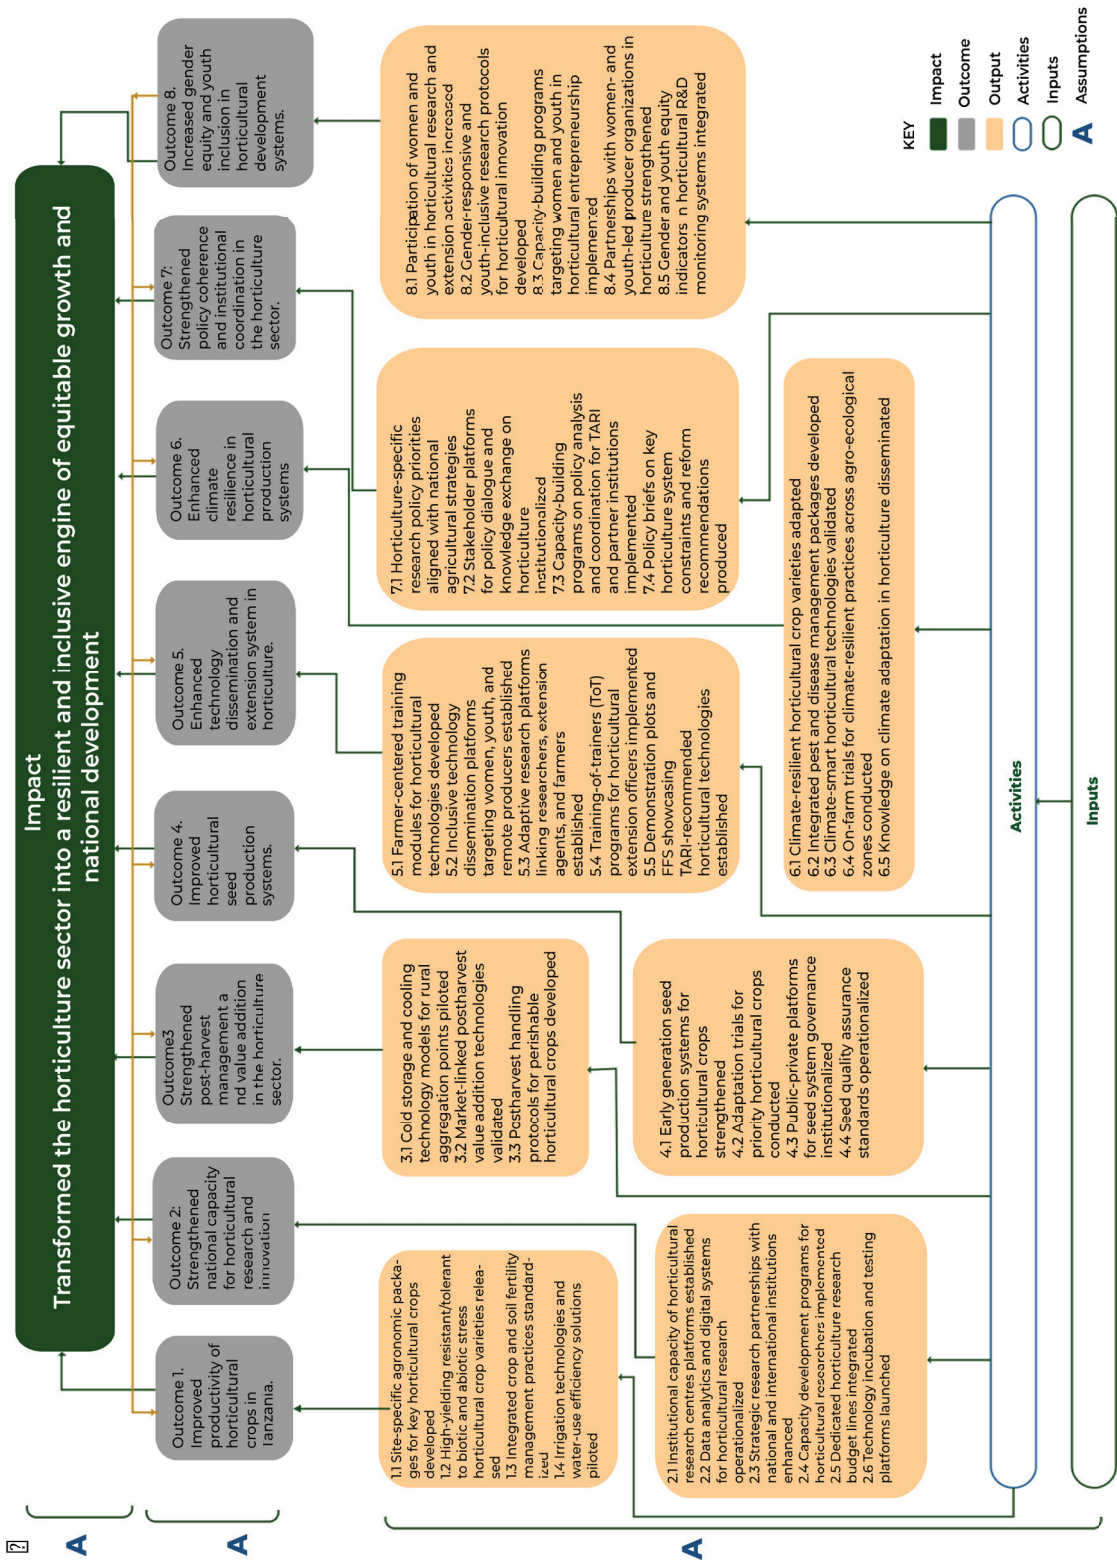 Impact
Transformed the horticulture sector into a resilient and inclusive engine of equitable growth and
national development
Outcome 1.
Improved
productivity of
horticultural
crops in
Tanzania.
Outcome 2:
Strengthened
national capacity
for horticultural
research and
innovation
Outcome3
Strengthened
post-harvest
management a
nd value addition
in the horticulture
sector.
Outcome 4.
Improved
horticultural
seed
production
systems.
Outcome 5.
Enhanced
technology
dissemination and
extension system in
horticulture.
Outcome 6.
Enhanced
climate
resilience in
horticultural
production
systems
Outcome 7:
Strengthened
policy coherence
and institutional
coordination in
the horticulture
sector.
Outcome 8.
Increased gender
equity and youth
inclusion in
horticultural
development
systems.
1.1 Site-specific agronomic packa-
ges for key horticultural crops
developed
1.2 High-yielding resistant/tolerant
to biotic and abiotic stress
horticultural crop varieties relea-
sed
1.3 Integrated crop and soil fertility
management practices standard-
ized
1.4 Irrigation technologies and
water-use efficiency solutions
piloted
2.1 Institutional capacity of horticultural
research centres platforms established
2.2 Data analytics and digital systems
for horticultural research
operationalized
2.3 Strategic research partnerships with
national and international institutions
enhanced
2.4 Capacity development programs for
horticultural researchers implemented
2.5 Dedicated horticulture research
budget lines integrated
2.6 Technology incubation and testing
platforms launched
3.1 Cold storage and cooling
technology models for rural
aggregation points piloted
3.2 Market-linked postharvest
value addition technologies
validated
3.3 Postharvest handling
protocols for perishable
horticultural crops developed
4.1 Early generation seed
production systems for
horticultural crops
strengthened
4.2 Adaptation trials for
priority horticultural crops
conducted
4.3 Public-private platforms
for seed system governance
institutionalized
4.4 Seed quality assurance
standards operationalized
5.1 Farmer-centered training
modules for horticultural
technologies developed
5.2 Inclusive technology
dissemination platforms
targeting women, youth, and
remote producers established
5.3 Adaptive research platforms
linking researchers, extension
agents, and farmers
established
5.4 Training-of-trainers (ToT)
programs for horticultural
extension officers implemented
5.5 Demonstration plots and
FFS showcasing
TARI-recommended
horticultural technologies
established
6.1 Climate-resilient horticultural crop varieties adapted
6.2 Integrated pest and disease management packages developed
6.3 Climate-smart horticultural technologies validated
6.4 On-farm trials for climate-resilient practices across agro-ecological
zones conducted
6.5 Knowledge on climate adaptation in horticulture disseminated
7.1 Horticulture-specific
research policy priorities
aligned with national
agricultural strategies
7.2 Stakeholder platforms
for policy dialogue and
knowledge exchange on
horticulture
institutionalized
7.3 Capacity-building
programs on policy analysis
and coordination for TARI
and partner institutions
implemented
7.4 Policy briefs on key
horticulture system
constraints and reform
recommendations
produced
8.1 Participation of women and
youth in horticultural research and
extension activities increased
8.2 Gender-responsive and
youth-inclusive research protocols
for horticultural innovation
developed
8.3 Capacity-building programs
targeting women and youth in
horticultural entrepreneurship
implemented
8.4 Partnerships with women- and
youth-led producer organizations in
horticulture strengthened
8.5 Gender and youth equity
indicators in horticultural R&D
monitoring systems integrated
Activities
Inputs
A
A
A
KEY
Impact
Outcome
Output
Activities
Inputs
A Assumptions